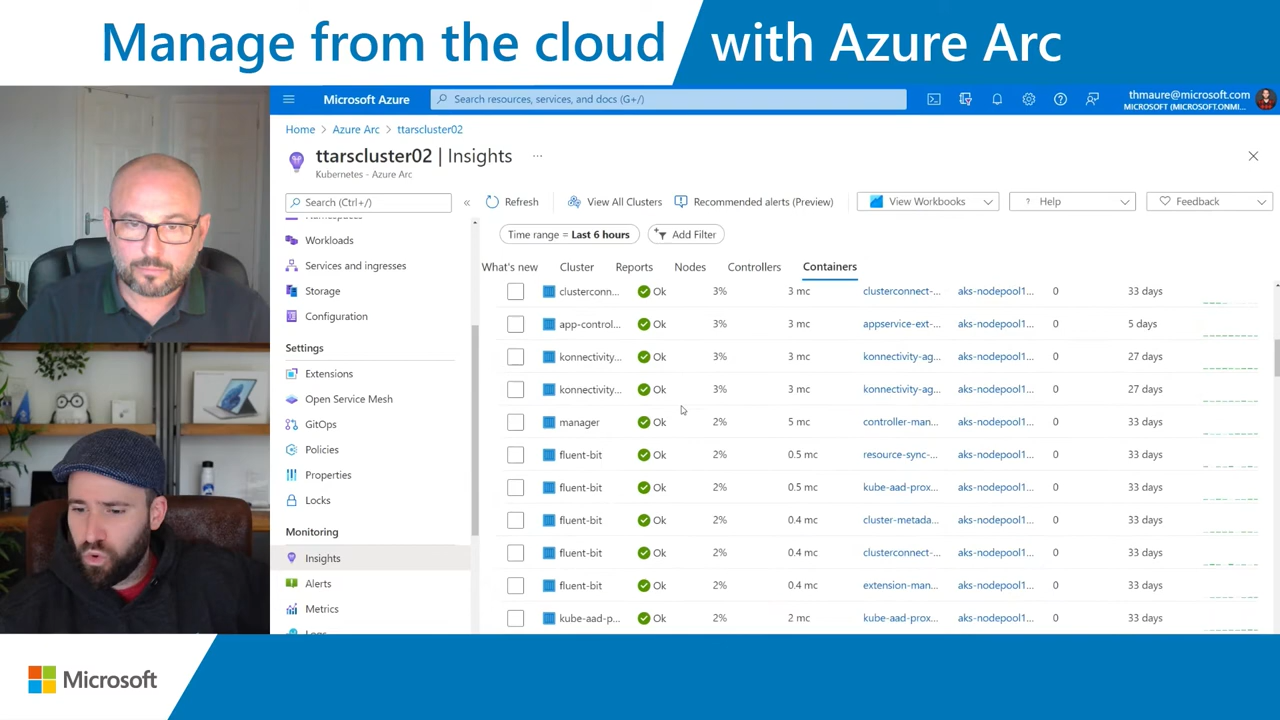 Manage from the cloud with Azure Arc
Microsoft Azure
Search resources, services, and docs (G+/)
thmaure@microsoft.com
MICROSOFT (MICROSOFT.ONMI...
Home > Azure Arc > ttarscluster02
ttarscluster02 | Insights ...
Kubernetes - Azure Arc
Search (Ctrl+/) « Refresh View All Clusters Recommended alerts (Preview) View Workbooks Help Feedback
Namespaces
Workloads
Services and ingresses
Storage
Configuration
Settings
Extensions
Open Service Mesh
GitOps
Policies
Properties
Locks
Monitoring
Insights
Alerts
Metrics
Logs
Time range = Last 6 hours Add Filter
What's new Cluster Reports Nodes Controllers Containers
clusterconn... Ok 3% 3 mc clusterconnect-... aks-nodepool1... 0 33 days
app-control... Ok 3% 3 mc appservice-ext-... aks-nodepool1... 0 5 days
konnectivity... Ok 3% 3 mc konnectivity-ag... aks-nodepool1... 0 27 days
konnectivity... Ok 3% 3 mc konnectivity-ag... aks-nodepool1... 0 27 days
manager Ok 2% 5 mc controller-man... aks-nodepool1... 0 33 days
fluent-bit Ok 2% 0.5 mc resource-sync-... aks-nodepool1... 0 33 days
fluent-bit Ok 2% 0.5 mc kube-aad-prox... aks-nodepool1... 0 33 days
fluent-bit Ok 2% 0.4 mc cluster-metada... aks-nodepool1... 0 33 days
fluent-bit Ok 2% 0.4 mc clusterconnect-... aks-nodepool1... 0 33 days
fluent-bit Ok 2% 0.4 mc extension-man... aks-nodepool1... 0 33 days
kube-aad-p... Ok 2% 2 mc kube-aad-prox... aks-nodepool1... 0 33 days
Microsoft